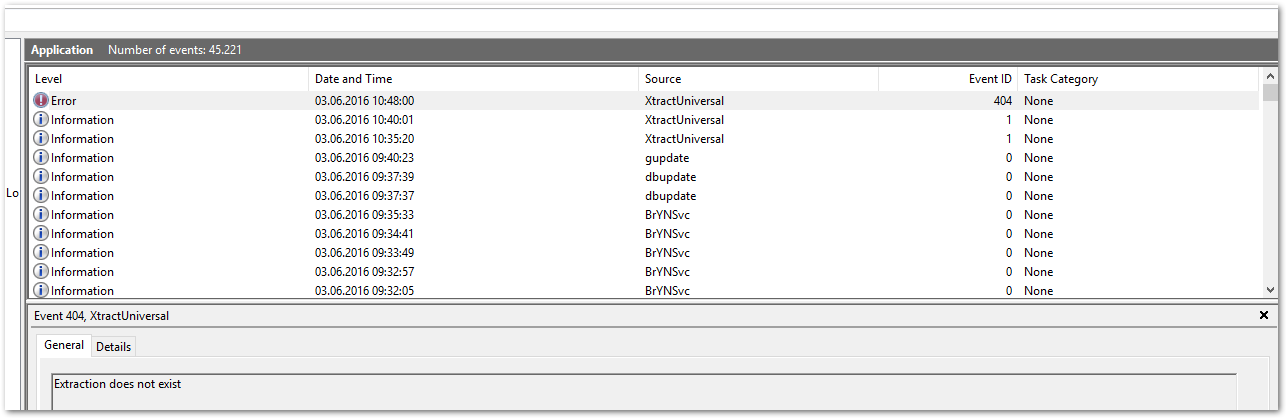 Application Number of events: 45.221
Level Date and Time Source Event ID Task Category
Error 03.06.2016 10:48:00 XtractUniversal 404 None
Information 03.06.2016 10:40:01 XtractUniversal 1 None
Information 03.06.2016 10:35:20 XtractUniversal 1 None
Information 03.06.2016 09:40:23 gupdate 0 None
Information 03.06.2016 09:37:39 dbupdate 0 None
Information 03.06.2016 09:37:37 dbupdate 0 None
Lo
Information 03.06.2016 09:35:33 BrYNSvc 0 None
Information 03.06.2016 09:34:41 BrYNSvc 0 None
Information 03.06.2016 09:33:49 BrYNSvc 0 None
Information 03.06.2016 09:32:57 BrYNSvc 0 None
Information 03.06.2016 09:32:05 BrYNSvc 0 None
Event 404, XtractUniversal
General Details
Extraction does not exist